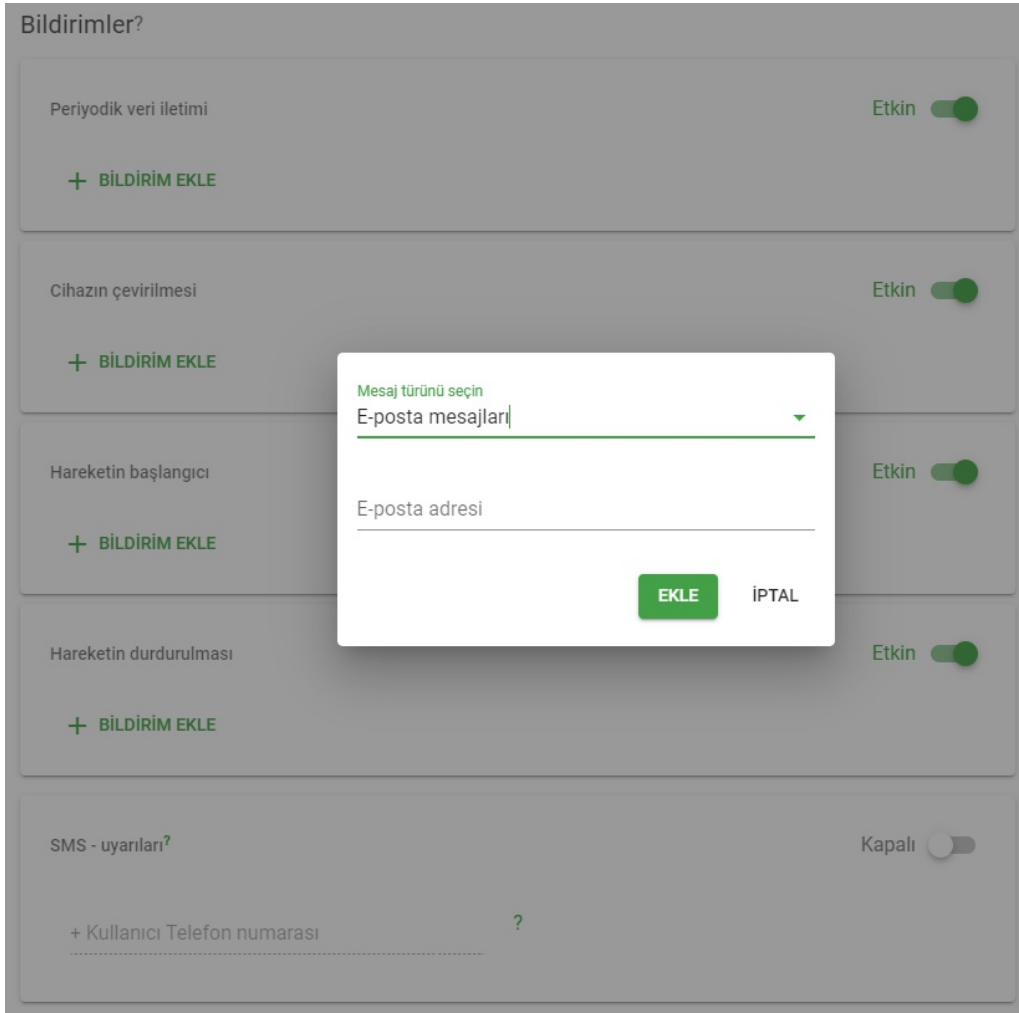 Bildirimler?
Periyodik veri iletimi
Etkin
+ BİLDİRİM EKLE
Cihazın çevirilmesi
Etkin
+ BİLDİRİM EKLE
Mesaj türünü seçin
E-posta mesajları
E-posta adresi
EKLE
İPTAL
Hareketin başlangıcı
Etkin
+ BİLDİRİM EKLE
Hareketin durdurulması
Etkin
+ BİLDİRİM EKLE
SMS - uyarıları?
Kapalı
+ Kullanıcı Telefon numarası
?